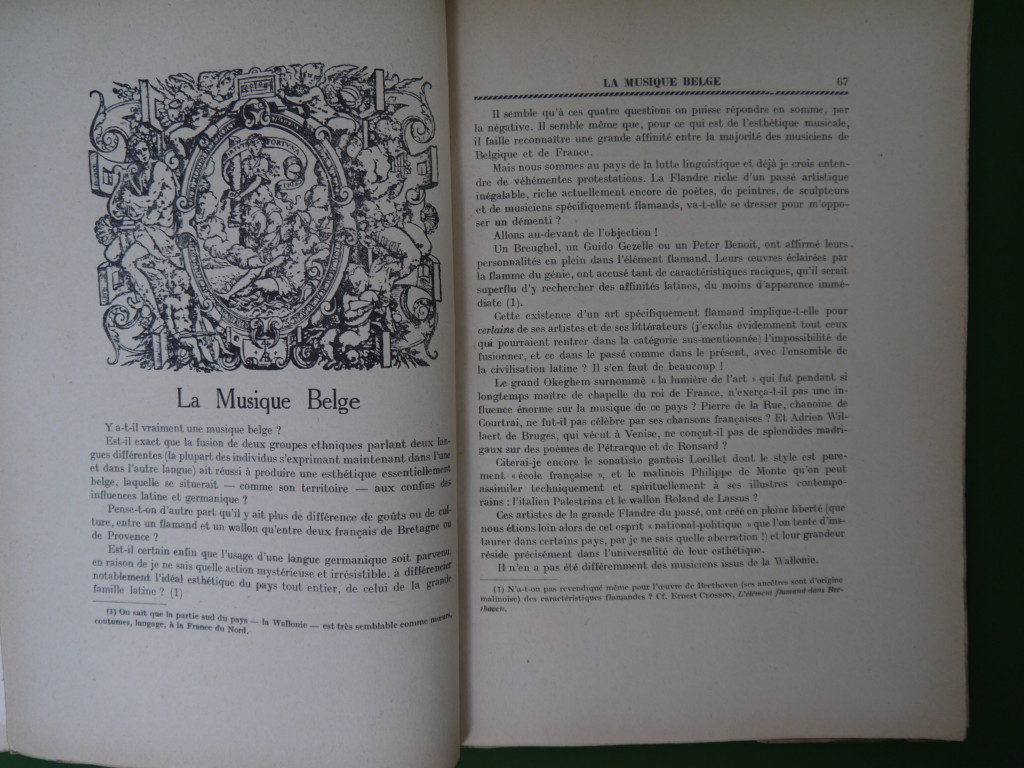 FORTVNA
La Musique Belge
Y a-t-il vraiment une musique belge ?
Est-il exact que la fusion de deux groupes ethniques parlant deux lan-
gues différentes (la plupart des individus s'exprimant maintenant dans l'une
et dans l'autre langue) ait réussi à produire une esthétique essentiellement
belge, laquelle se situerait — comme son territoire — aux confins des
influences latine et germanique ?
Pense-t-on d'autre part qu'il y ait plus de différence de goûts ou de cul-
ture, entre un flamand et un wallon qu'entre deux français de Bretagne ou
de Provence ?
Est-il certain enfin que l'usage d'une langue germanique soit parvenu,
en raison de je ne sais quelle action mystérieuse et irrésistible. à différencier
notablement l'idéal esthétique du pays tout entier, de celui de la grande
famille latine ? (1)
(1) On sait que la partie sud du pays — la Wallonie — est très semblable comme mœurs,
coutumes, langage, à la France du Nord.
LA MUSIQUE BELGE 67
Il semble qu'à ces quatre questions on puisse répondre en somme, par
la négative. Il semble même que, pour ce qui est de l'esthétique musicale,
il faille reconnaître une grande affinité entre la majorité des musiciens de
Belgique et de France.
Mais nous sommes au pays de la lutte linguistique et déjà je crois enten-
dre de véhémentes protestations. La Flandre riche d'un passé artistique
inégalable, riche actuellement encore de poètes, de peintres, de sculpteurs
et de musiciens spécifiquement flamands, va-t-elle se dresser pour m'oppo-
ser un démenti ?
Allons au-devant de l'objection !
Un Breughel, un Guido Gezelle ou un Peter Benoit, ont affirmé leurs
personnalités en plein dans l'élément flamand. Leurs œuvres éclairées par
la flamme du génie, ont accusé tant de caractéristiques raciques, qu'il serait
superflu d'y rechercher des affinités latines, du moins d'apparence immé-
diate (1).
Cette existence d'un art spécifiquement flamand implique-t-elle pour
certains de ses artistes et de ses littérateurs (j'exclus évidemment tout ceux
qui pourraient rentrer dans la catégorie sus-mentionnée) l'impossibilité de
fusionner, et ce dans le passé comme dans le présent, avec l'ensemble de
la civilisation latine ? Il s'en faut de beaucoup !
Le grand Okeghem surnommé « la lumière de l'art » qui fut pendant si
longtemps maître de chapelle du roi de France, n'exerça-t-il pas une in-
fluence énorme sur la musique de ce pays ? Pierre de la Rue, chanoine de
Courtrai, ne fut-il pas célèbre par ses chansons françaises ? Et Adrien Wil-
laert de Bruges, qui vécut à Venise, ne conçut-il pas de splendides madri-
gaux sur des poèmes de Pétrarque et de Ronsard ?
Citerai-je encore le sonatiste gantois Loeillet dont le style est pure-
ment « école française », et le malinois Philippe de Monte qu'on peut
assimiler techniquement et spirituellement à ses illustres contempo-
rains : l'italien Palestrina et le wallon Roland de Lassus ?
Ces artistes de la grande Flandre du passé, ont créé en pleine liberté (que
nous étions loin alors de cet esprit « national-politique » que l'on tente d'ins-
taurer dans certains pays, par je ne sais quelle aberration !) et leur grandeur
réside précisément dans l'universalité de leur esthétique.
Il n'en a pas été différemment des musiciens issus de la Wallonie.
(1) N'a-t-on pas revendiqué même pour l'œuvre de Beethoven (ses ancêtres sont d'origine
malinoise) des caractéristiques flamandes ? Cf. Ernest Closson, L'élément flamand dans Bee-
thoven.